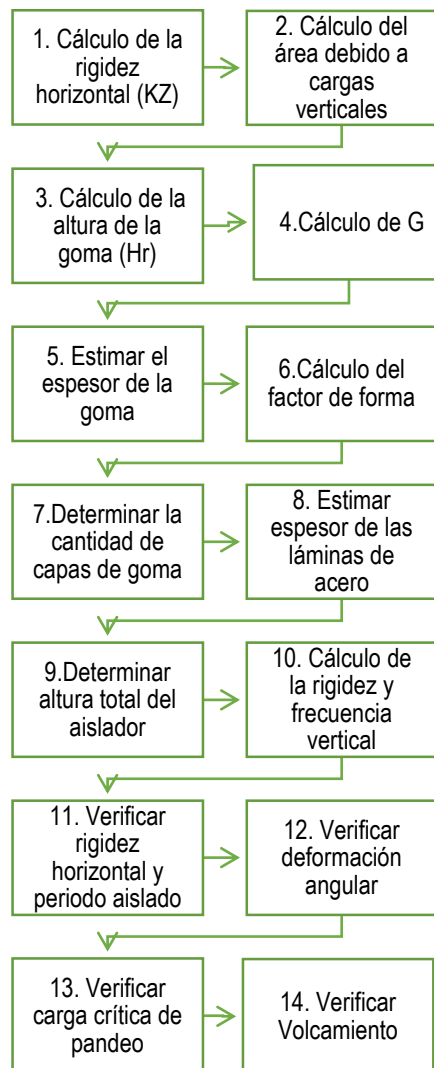 1. Cálculo de la
rigidez
horizontal (KZ)
2. Cálculo del
área debido a
cargas
verticales
3. Cálculo de la
altura de la
goma (Hr)
4.Cálculo de G
5. Estimar el
espesor de la
goma
6.Cálculo del
factor de forma
7.Determinar la
cantidad de
capas de goma
8. Estimar
espesor de las
láminas de
acero
9.Determinar
altura total del
aislador
10. Cálculo de
la rigidez y
frecuencia
vertical
11. Verificar
rigidez
horizontal y
periodo aislado
12. Verificar
deformación
angular
13. Verificar
carga crítica de
pandeo
14. Verificar
Volcamiento